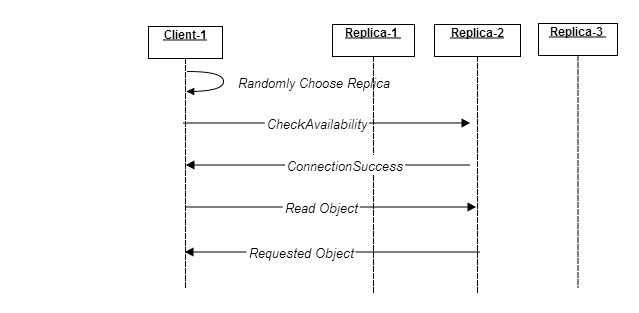 Client-1
Replica-1
Replica-2
Replica-3
Randomly Choose Replica
CheckAvailability
ConnectionSuccess
Read Object
Requested Object